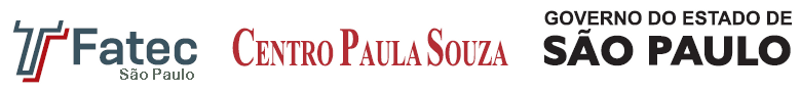 Fatec
São Paulo
CENTRO PAULA SOUZA
GOVERNO DO ESTADO DE
SÃO PAULO